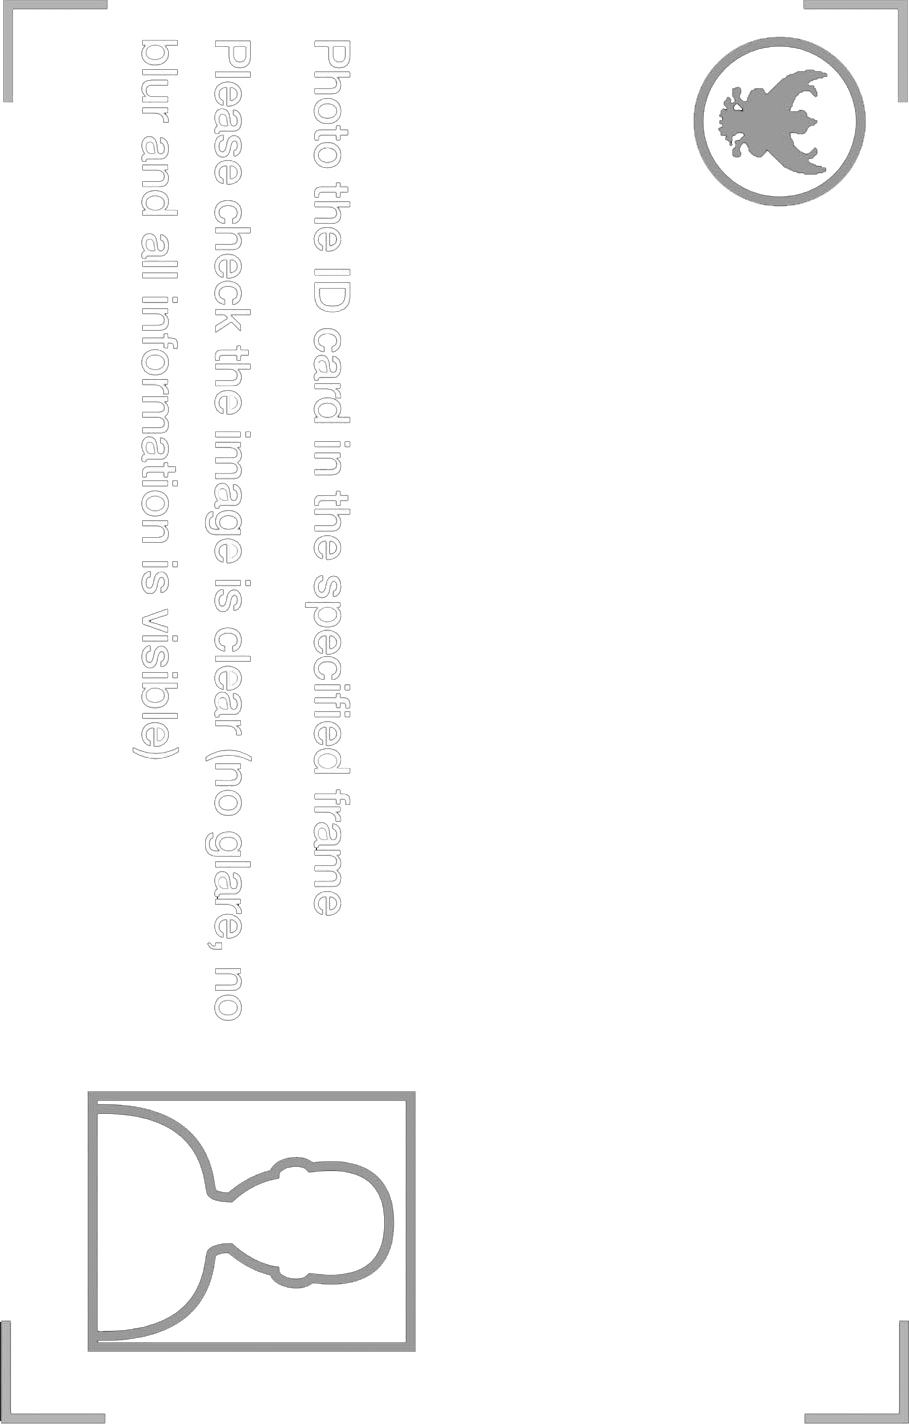 Photo the ID card in the specified frame
Please check the image is clear (no glare, no
blur and all information is visible)